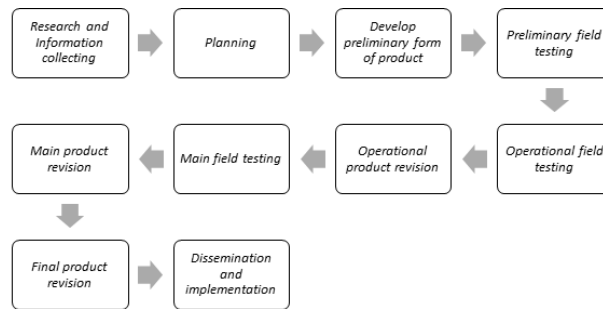 Research and
Information
collecting
Planning
Develop
preliminary form
of product
Preliminary field
testing
Main product
revision
Main field testing
Operational
product revision
Operational field
testing
Final product
revision
Dissemination
and
implementation